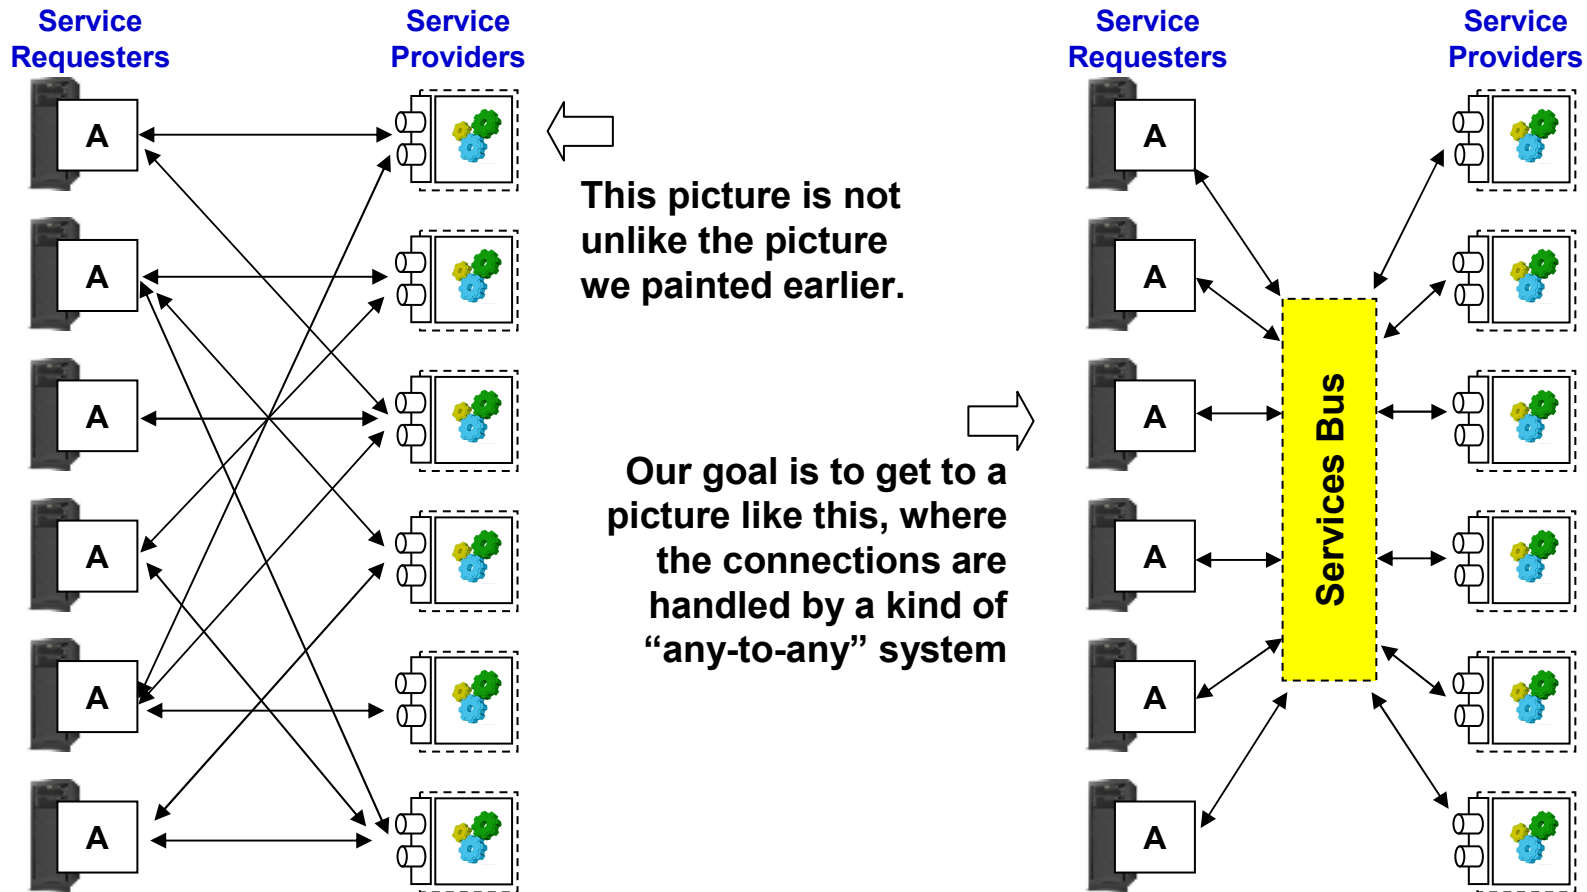 Service
Requesters
Service
Providers
A
A
A
A
A
A
This picture is not
unlike the picture
we painted earlier.
Our goal is to get to a
picture like this, where
the connections are
handled by a kind of
“any-to-any” system
Service
Requesters
Service
Providers
A
A
A
A
A
A
Services Bus